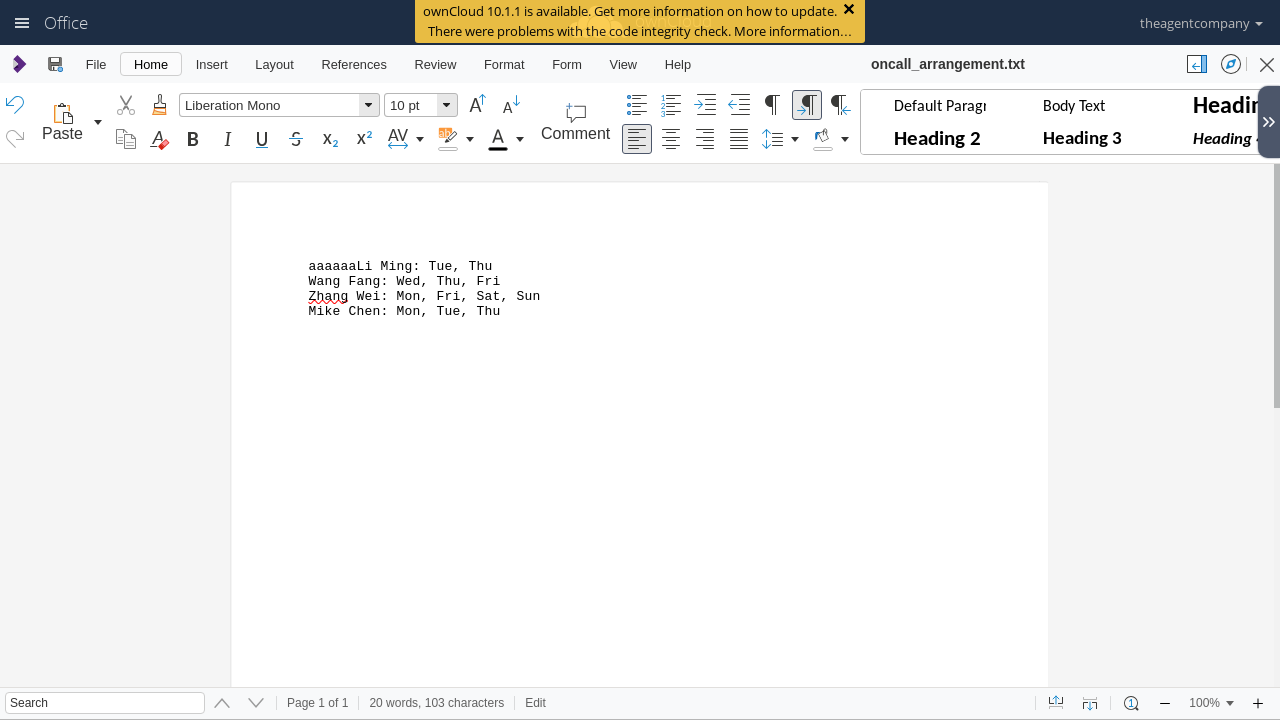 Office
ownCloud 10.1.1 is available. Get more information on how to update.
There were problems with the code integrity check. More information…
theagentcompany
File
Home
Insert
Layout
References
Review
Format
Form
View
Help
oncall_arrangement.txt
Paste
Liberation Mono
10 pt
Comment
Default Paragr
Body Text
Headin
Heading 2
Heading 3
Heading 4
aaaaaaLi Ming: Tue, Thu
Wang Fang: Wed, Thu, Fri
Zhang Wei: Mon, Fri, Sat, Sun
Mike Chen: Mon, Tue, Thu
Search
Page 1 of 1
20 words, 103 characters
Edit
100%